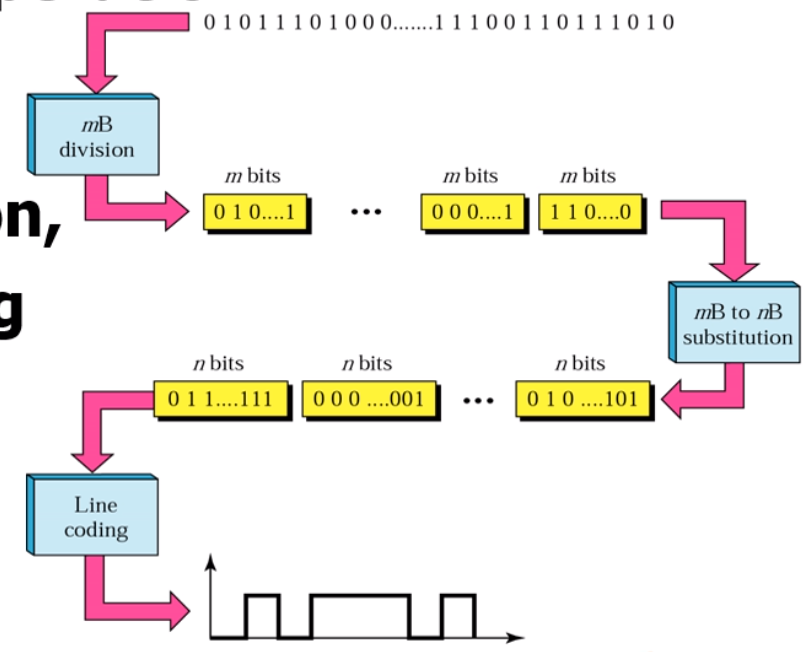 0 1 0 1 1 1 0 1 0 0 0.......1 1 1 0 0 1 1 0 1 1 1 0 1 0
mB
division
m bits
m bits
m bits
on,
0 1 0....1
...
0 0 0....1
1 1 0....0
g
mB to nB
substitution
n bits
n bits
n bits
0 1 1....111
0 0 0 ....001
...
0 1 0 ....101
Line
coding